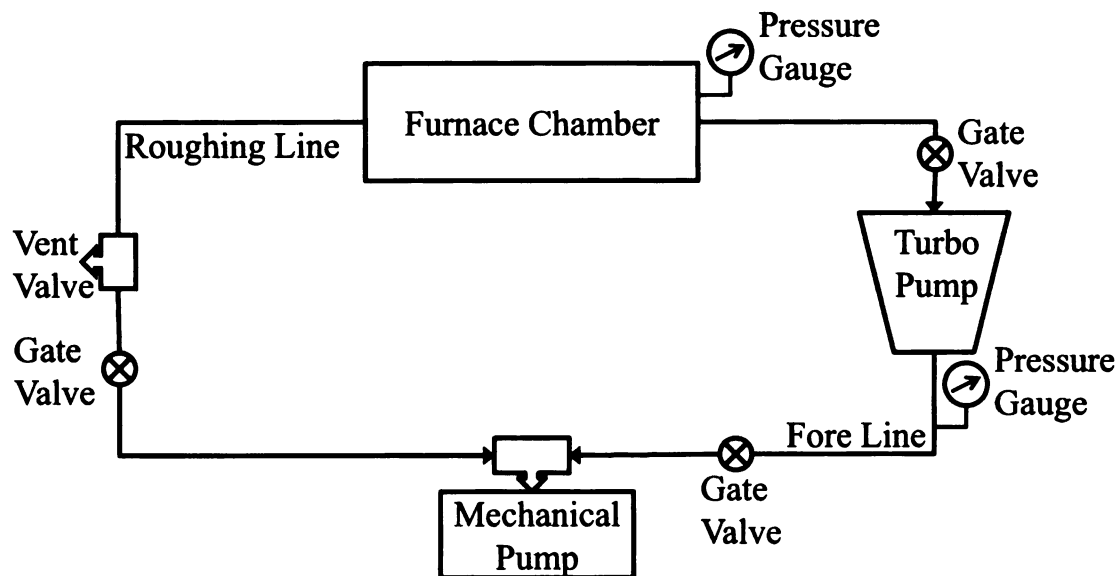 Pressure
Gauge
Furnace Chamber
Roughing Line
Gate
Valve
Vent
Valve
Turbo
Pump
Gate
Valve
Pressure
Gauge
Fore Line
Gate
Valve
Mechanical
Pump